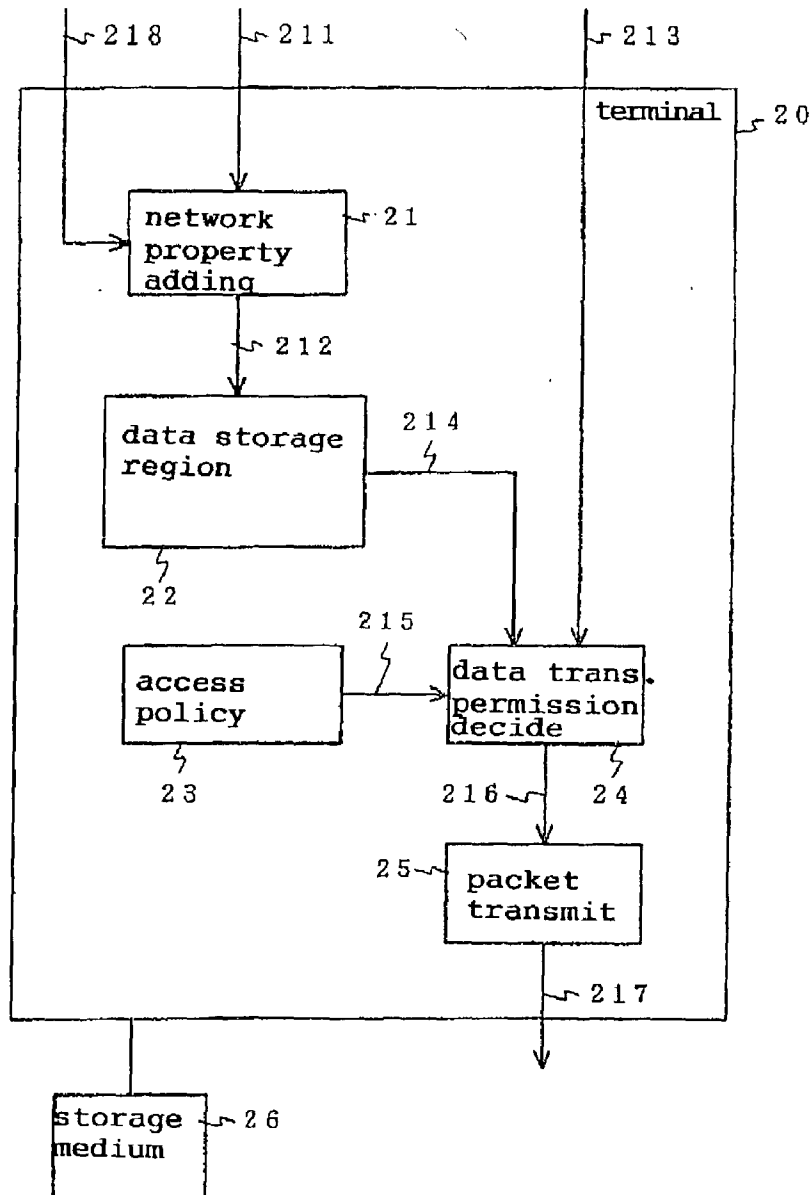 218
211
213
terminal
20
network
property
adding
21
212
data storage
region
214
22
215
access
policy
data trans.
permission
decide
23
216
24
25
packet
transmit
217
storage
medium
26